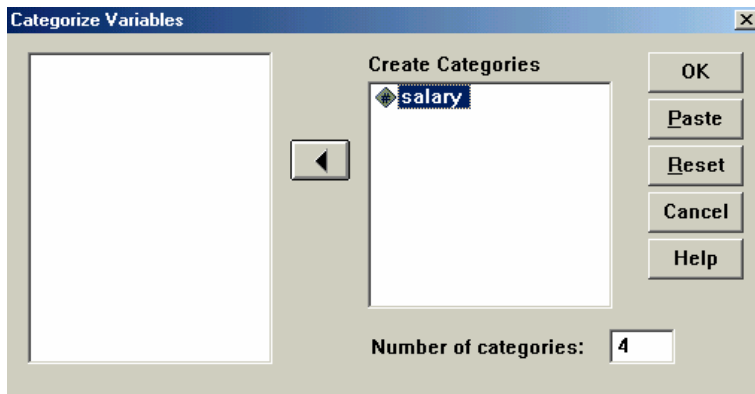 Categorize Variables
Create Categories
# salary
OK
Paste
Reset
Cancel
Help
Number of categories: 4